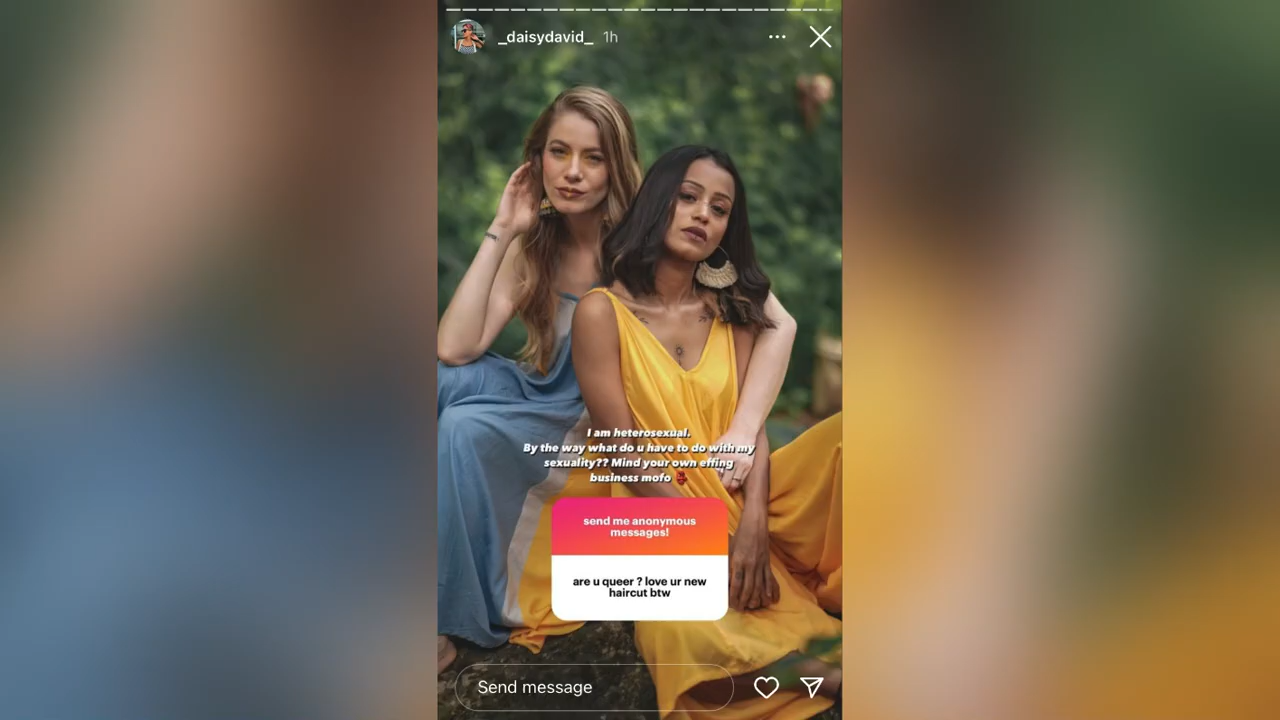 _daisydavid_ 1h
I am heterosexual.
By the way what do u have to do with my
sexuality?? Mind your own effing
business mofo 👹
send me anonymous
messages!
are u queer ? love ur new
haircut btw
Send message